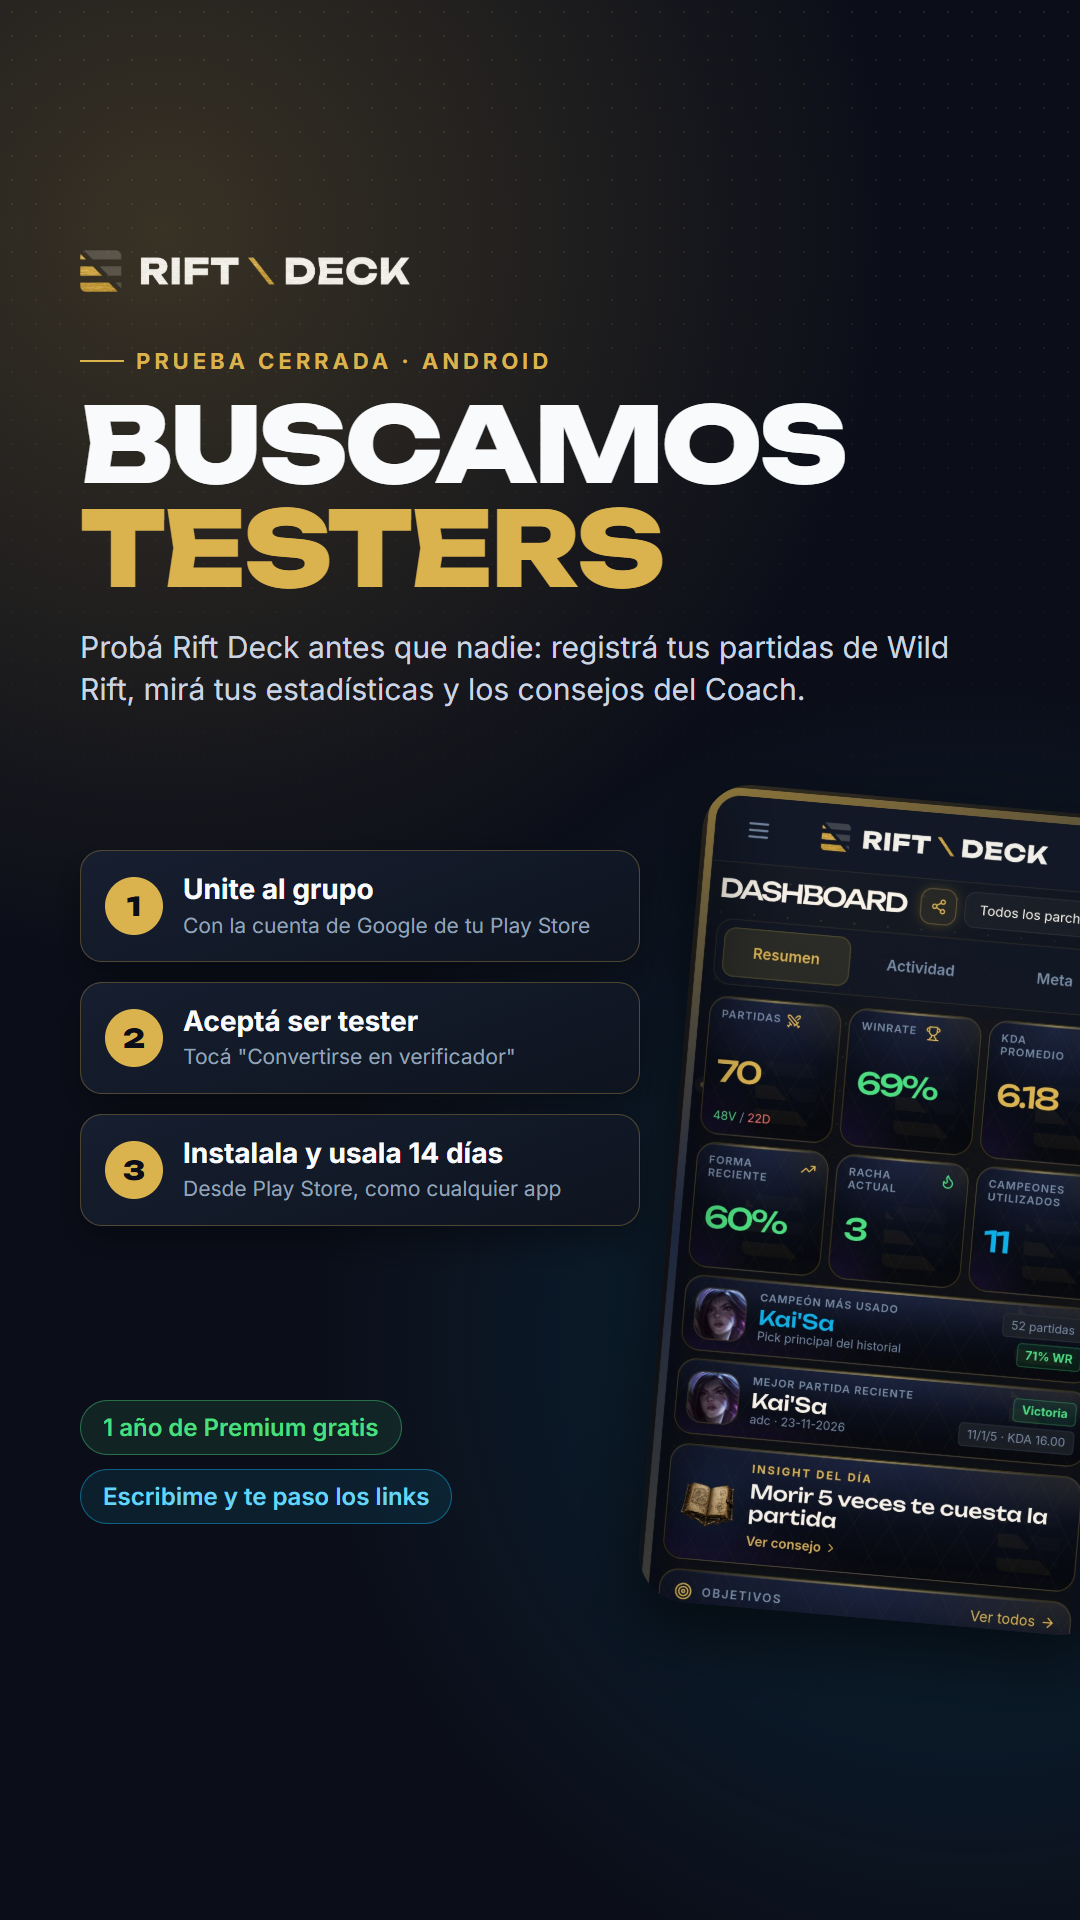 RIFT \ DECK
PRUEBA CERRADA · ANDROID
BUSCAMOS
TESTERS
Probá Rift Deck antes que nadie: registrá tus partidas de Wild
Rift, mirá tus estadísticas y los consejos del Coach.
1
Unite al grupo
Con la cuenta de Google de tu Play Store
2
Aceptá ser tester
Tocá "Convertirse en verificador"
3
Instalala y usala 14 días
Desde Play Store, como cualquier app
1 año de Premium gratis
Escribime y te paso los links
RIFT \ DECK
DASHBOARD
Todos los parch
Resumen
Actividad
Meta
PARTIDAS
70
48V / 22D
WINRATE
69%
KDA
PROMEDIO
6.18
FORMA
RECIENTE
60%
RACHA
ACTUAL
3
CAMPEONES
UTILIZADOS
11
CAMPEÓN MÁS USADO
Kai'Sa
Pick principal del historial
52 partidas
71% WR
MEJOR PARTIDA RECIENTE
Kai'Sa
adc · 23-11-2026
Victoria
11/1/5 · KDA 16.00
INSIGHT DEL DÍA
Morir 5 veces te cuesta la
partida
Ver consejo
OBJETIVOS
Ver todos